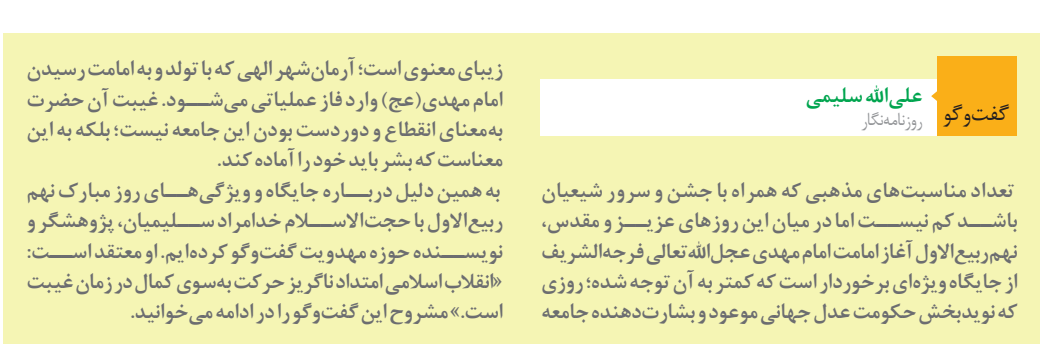 گفت‌وگو
علی‌الله سلیمی
روزنامه‌نگار
تعداد مناسبت‌های مذهبی که همراه با جشن و سرور شیعیان
باشد کم نیست اما در میان این روزهای عزیز و مقدس،
نهم‌ربیع‌الاول آغاز امامت امام مهدی عجل‌الله‌تعالی فرجه‌الشریف
از جایگاه ویژه‌ای برخوردار است که کمتر به آن توجه شده؛ روزی
که نویدبخش حکومت عدل جهانی موعود و بشارت‌دهنده جامعه
زیبای معنوی است؛ آرمان‌شهر الهی که با تولد و به امامت رسیدن
امام مهدی(عج) وارد فاز عملیاتی می‌شود. غیبت آن حضرت
به‌معنای انقطاع و دوردست بودن این جامعه نیست؛ بلکه به این
معناست که بشر باید خود را آماده کند.
به همین دلیل درباره جایگاه و ویژگی‌های روز مبارک نهم
ربیع‌الاول با حجت‌الاسلام خدامراد سلیمیان، پژوهشگر و
نویسنده حوزه مهدویت گفت‌وگو کرده‌ایم. او معتقد است:
«انقلاب اسلامی امتداد ناگریز حرکت به‌سوی کمال در زمان غیبت
است.» مشروح این گفت‌وگو را در ادامه می‌خوانید.